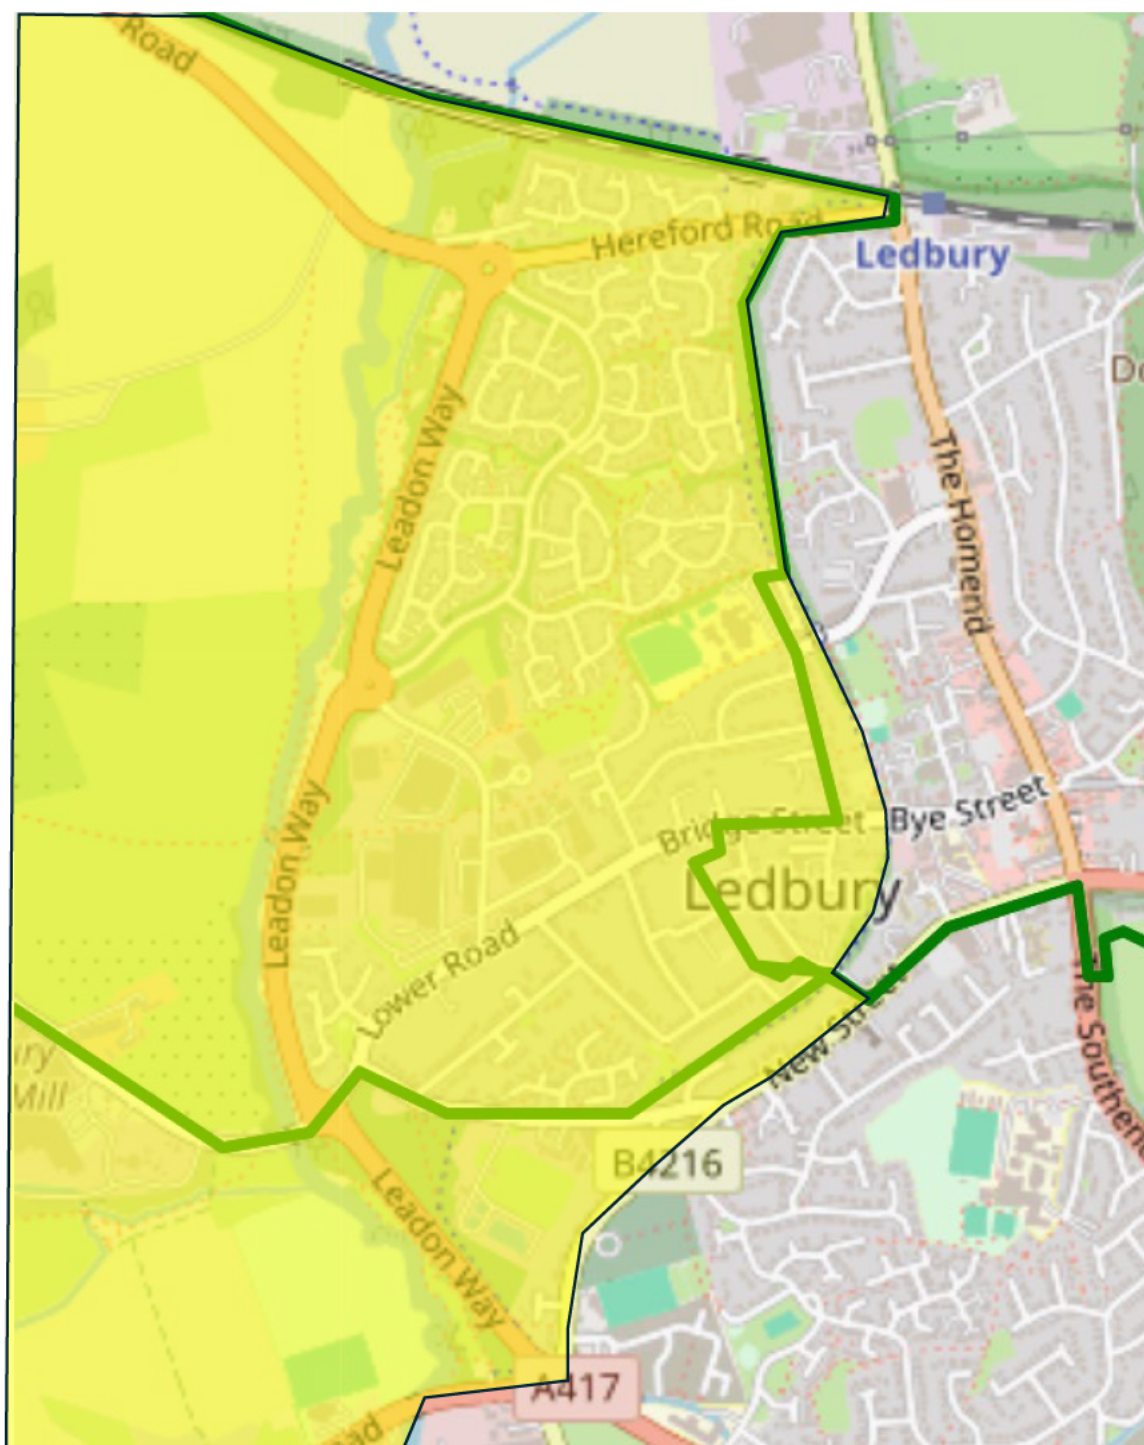 Road
Hereford Road
Ledbury
Leadon Way
The Homend
Leadon Way
Bye Street
Bridge Street
Ledbury
Lower Road
New Street
The Southend
Mill
B4216
Leadon Way
A417